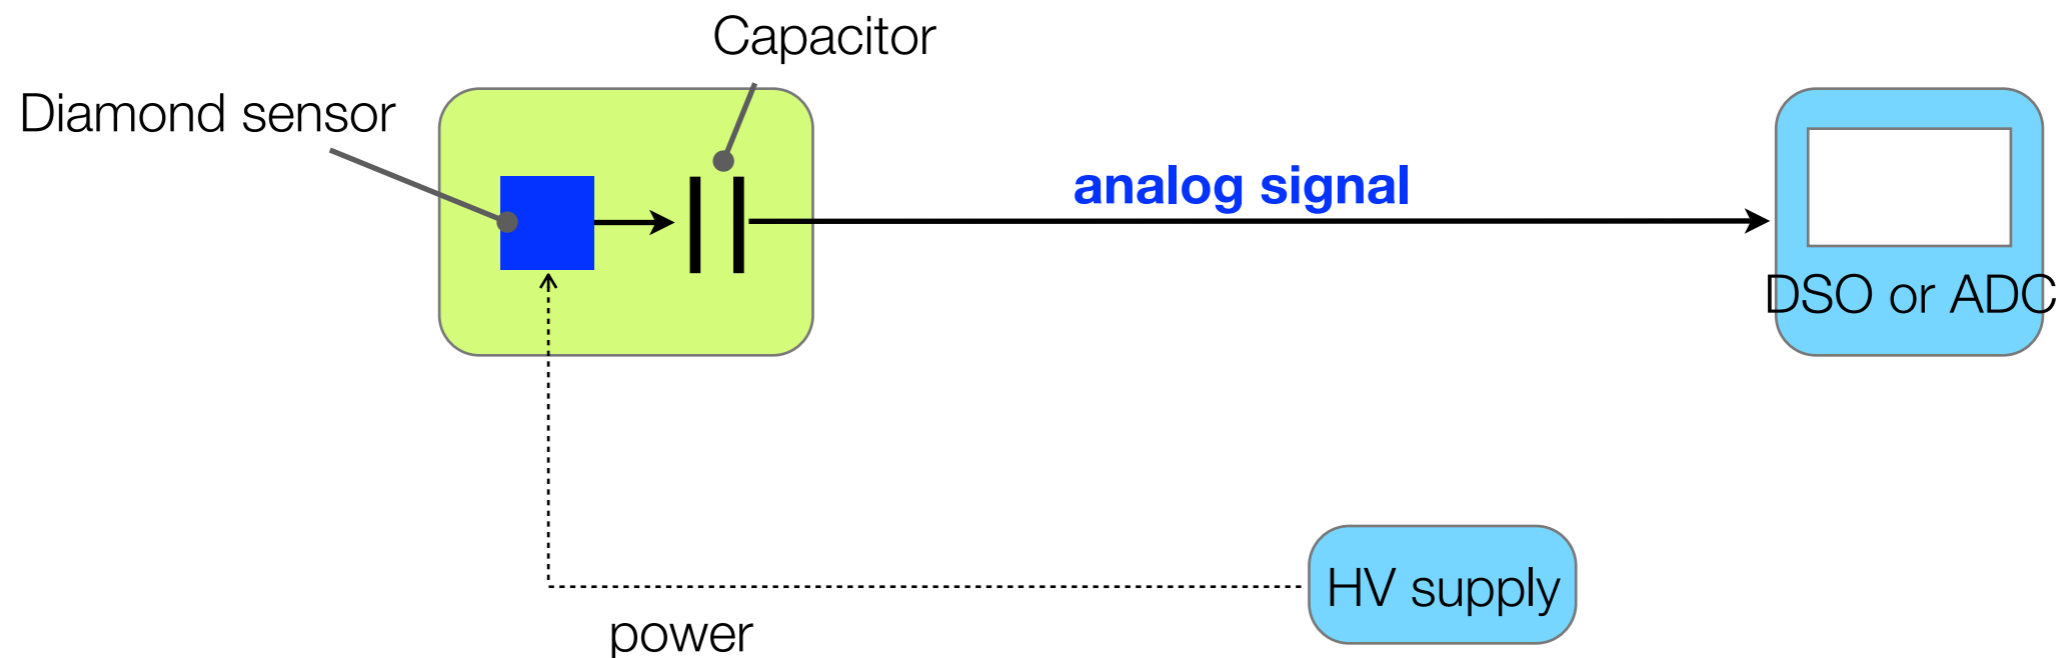 Capacitor
Diamond sensor
analog signal
DSO or ADC
HV supply
power